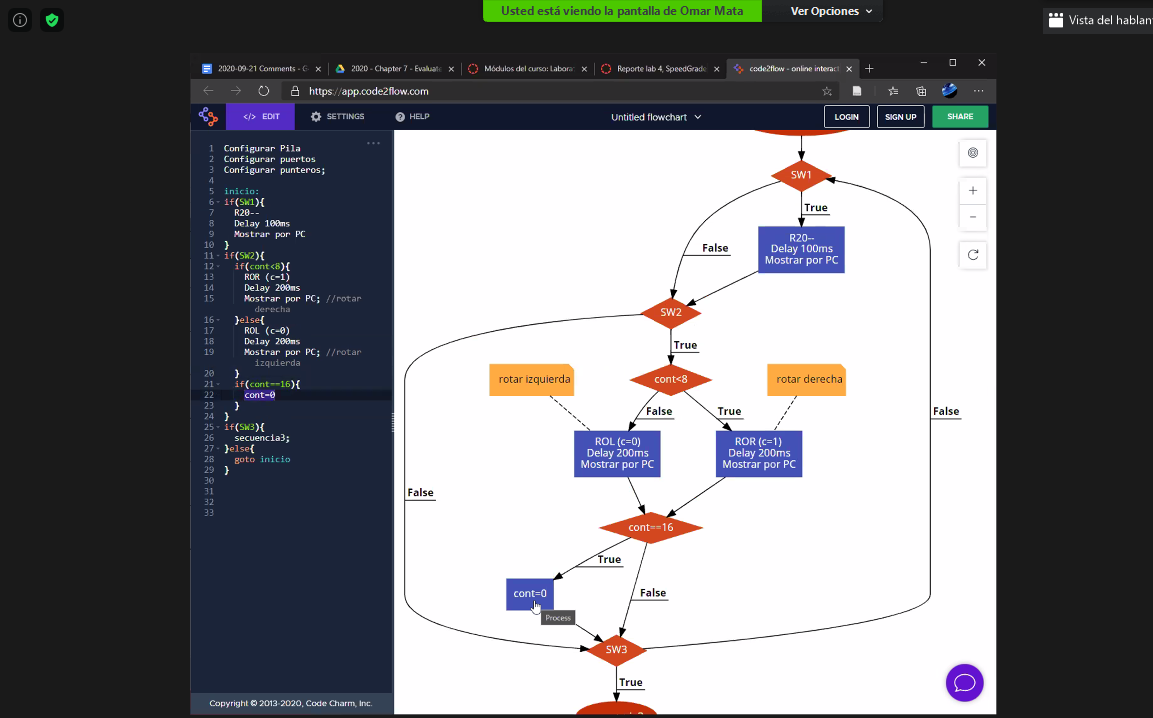 Usted está viendo la pantalla de Omar Mata
Ver Opciones
Vista del hablan
2020-09-21 Comments - G
2020 - Chapter 7 - Evaluate
Módulos del curso: Labora
Reporte lab 4, SpeedGrade
code2flow - online interact
https://app.code2flow.com
</> EDIT
SETTINGS
HELP
Untitled flowchart
LOGIN
SIGN UP
SHARE
1 Configurar Pila
2 Configurar puertos
3 Configurar punteros;
4
5 inicio:
6 if(SW1){
7 R20--
8 Delay 100ms
9 Mostrar por PC
10 }
11 if(SW2){
12 if(cont<8){
13 ROR (c=1)
14 Delay 200ms
15 Mostrar por PC; //rotar
derecha
16 }else{
17 ROL (c=0)
18 Delay 200ms
19 Mostrar por PC; //rotar
izquierda
20 }
21 if(cont==16){
22 cont=0
23 }
24 }
25 if(SW3){
26 secuencia3;
27 }else{
28 goto inicio
29 }
30
31
32
33
Copyright © 2013-2020, Code Charm, Inc.
SW1
True
False
R20--
Delay 100ms
Mostrar por PC
SW2
True
rotar izquierda
cont<8
rotar derecha
False
True
False
ROL (c=0)
Delay 200ms
Mostrar por PC
ROR (c=1)
Delay 200ms
Mostrar por PC
False
cont==16
True
cont=0
False
Process
SW3
True